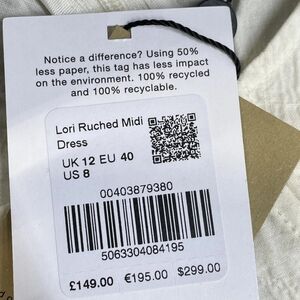 Notice a difference? Using 50%
less paper, this tag has less impact
on the environment. 100% recycled
and 100% recyclable.
Lori Ruched Midi
Dress
UK 12 EU 40
US 8
00403879380
5063304084195
£149.00 €195.00 $299.00